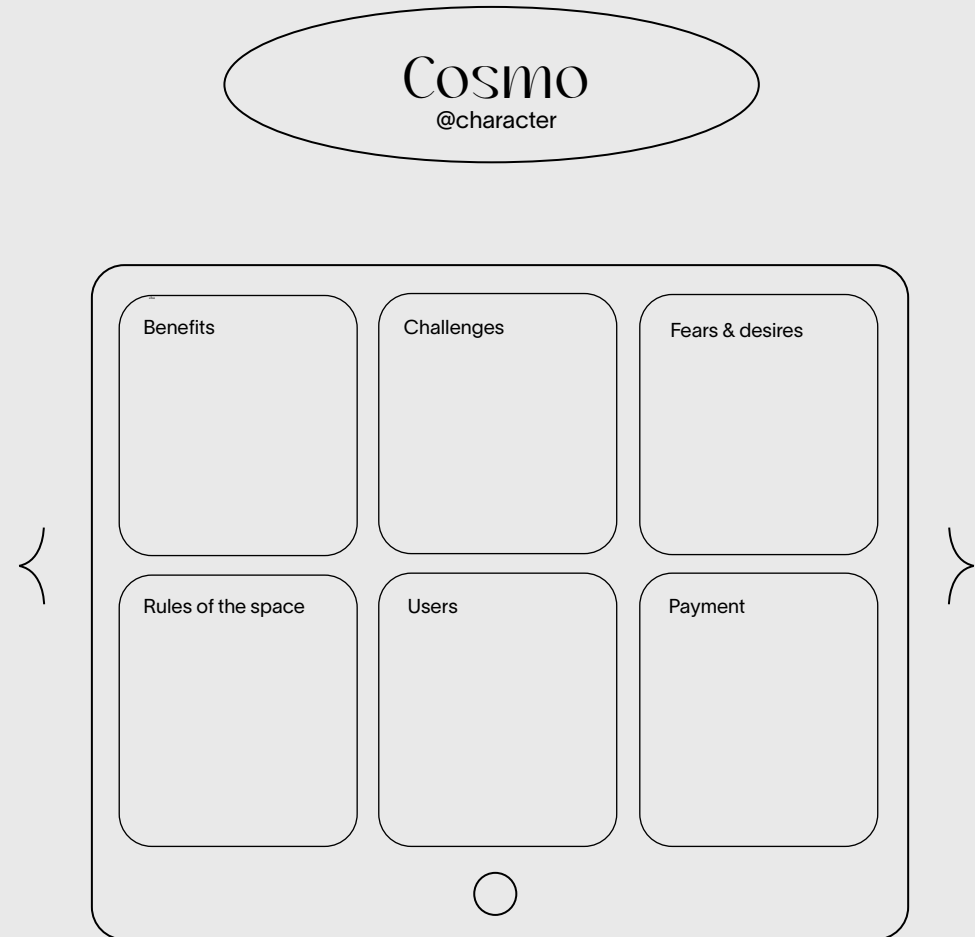 Cosmo
@character
Benefits
Challenges
Fears & desires
Rules of the space
Users
Payment